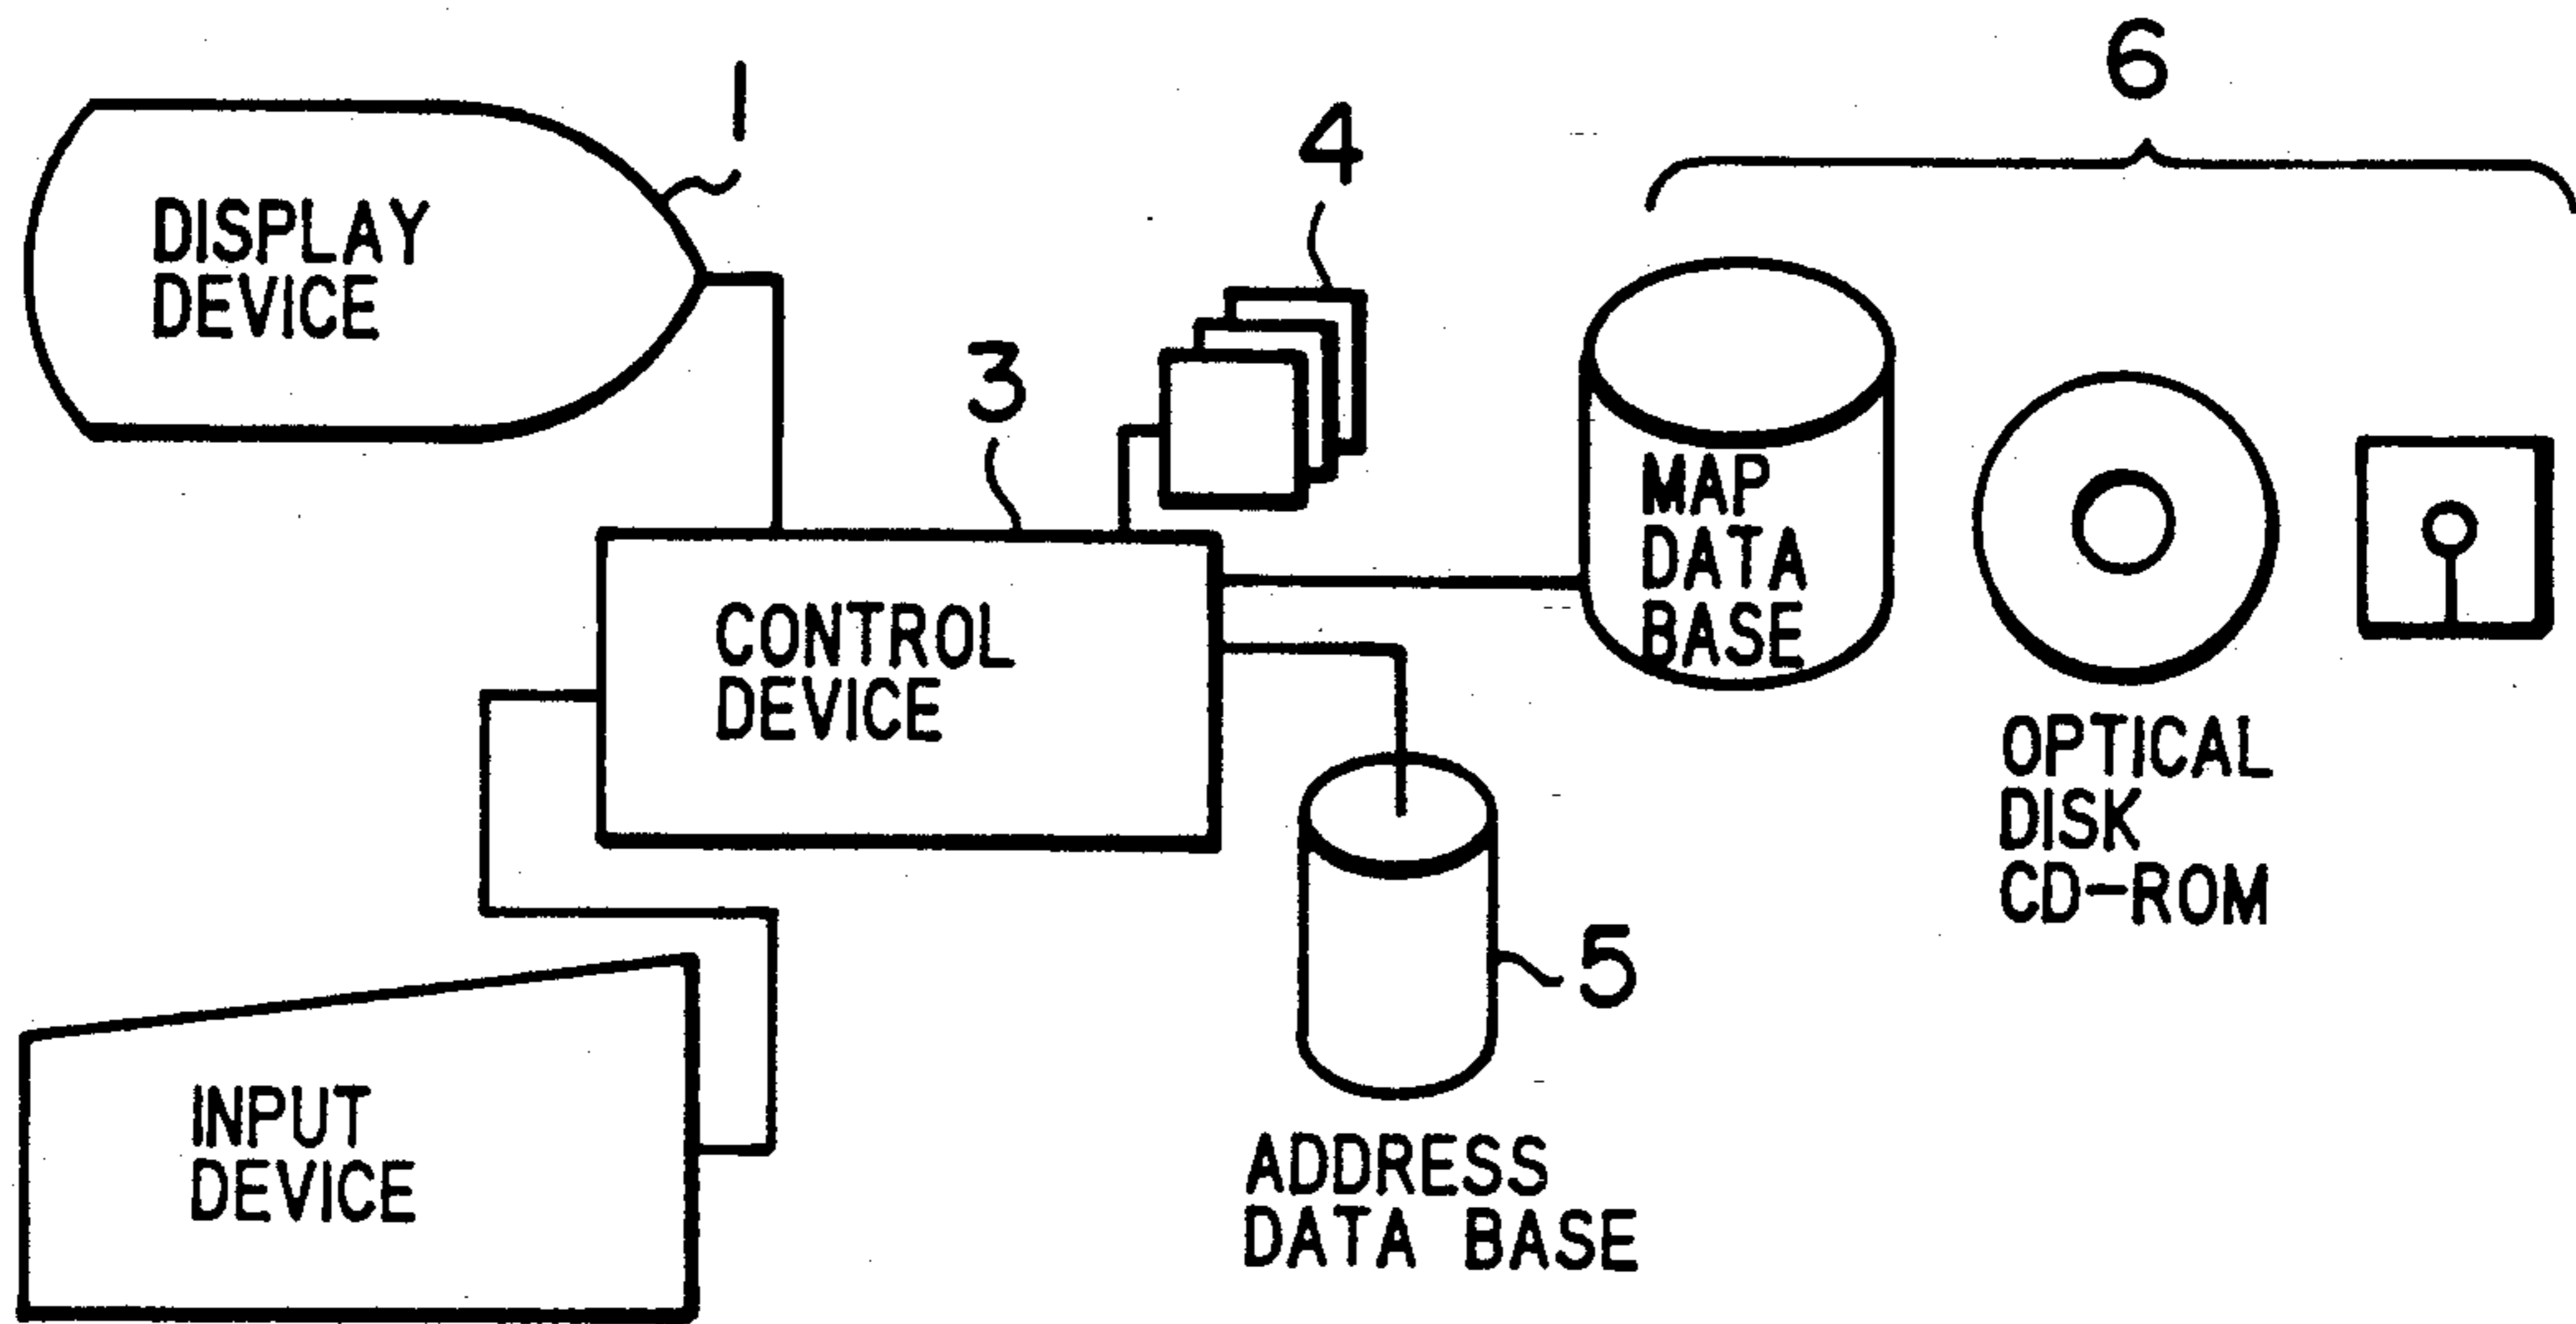 1
DISPLAY
DEVICE
3
4
6
CONTROL
DEVICE
MAP
DATA
BASE
OPTICAL
DISK
CD-ROM
5
ADDRESS
DATA BASE
INPUT
DEVICE